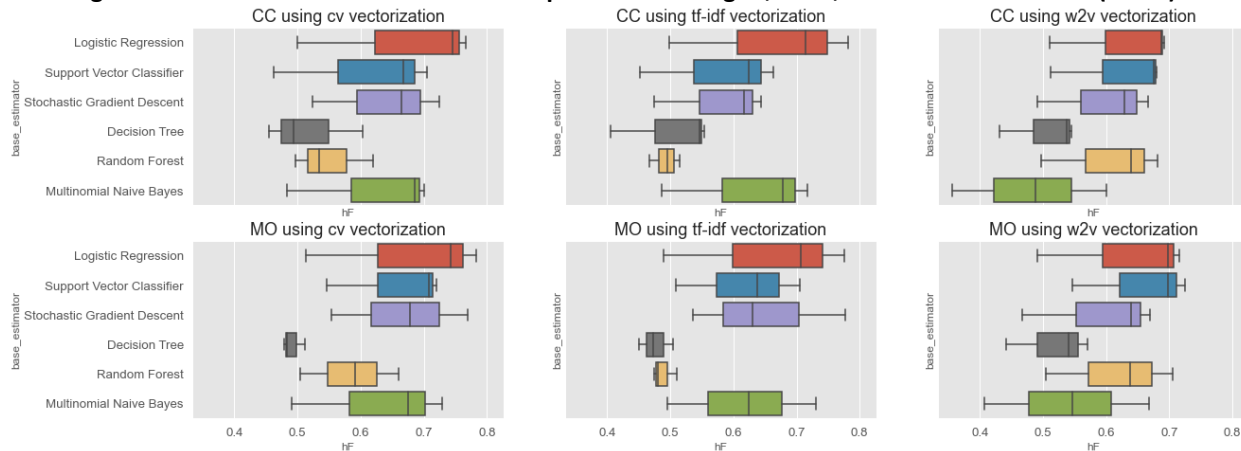 CC using cv vectorization
CC using tf-idf vectorization
CC using w2v vectorization
base_estimator
Logistic Regression
Support Vector Classifier
Stochastic Gradient Descent
Decision Tree
Random Forest
Multinomial Naive Bayes
base_estimator
base_estimator
hF
hF
hF
MO using cv vectorization
MO using tf-idf vectorization
MO using w2v vectorization
base_estimator
Logistic Regression
Support Vector Classifier
Stochastic Gradient Descent
Decision Tree
Random Forest
Multinomial Naive Bayes
base_estimator
base_estimator
0.4 0.5 0.6 0.7 0.8
0.4 0.5 0.6 0.7 0.8
0.4 0.5 0.6 0.7 0.8
hF
hF
hF